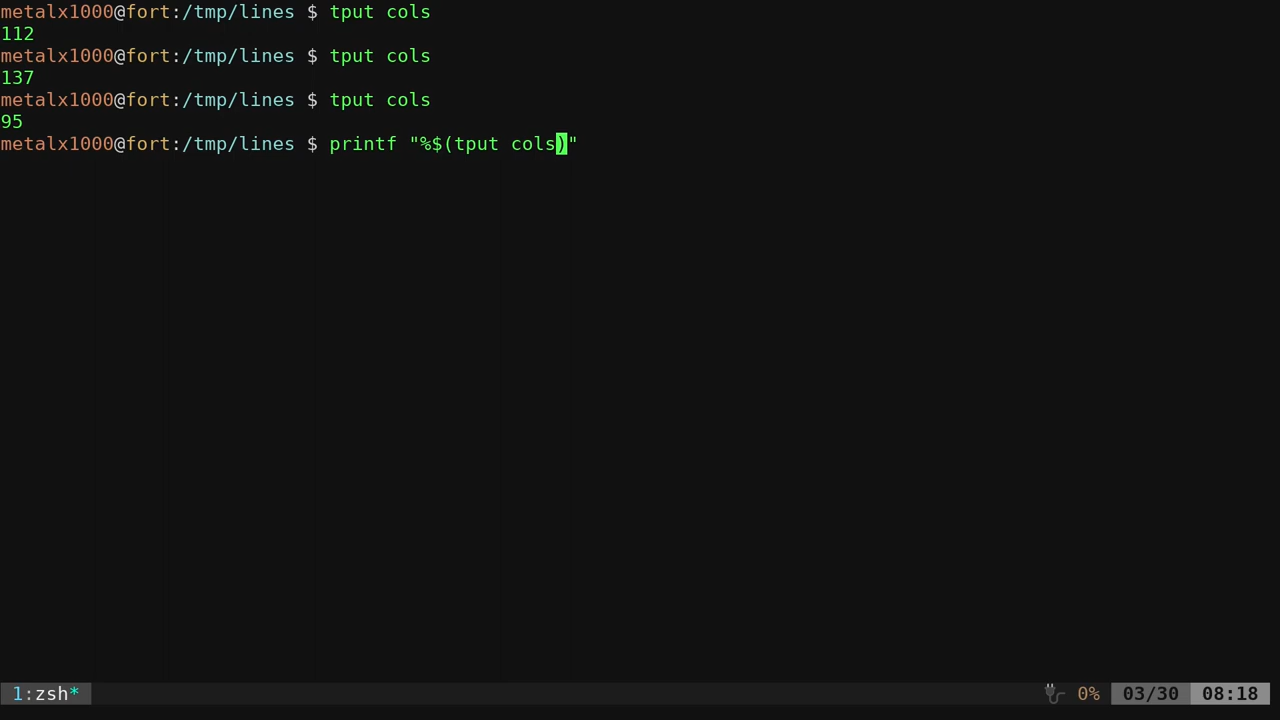 metalx1000@fort:/tmp/lines $ tput cols
112
metalx1000@fort:/tmp/lines $ tput cols
137
metalx1000@fort:/tmp/lines $ tput cols
95
metalx1000@fort:/tmp/lines $ printf "%$(tput cols)"
1:zsh* 0% 03/30 08:18